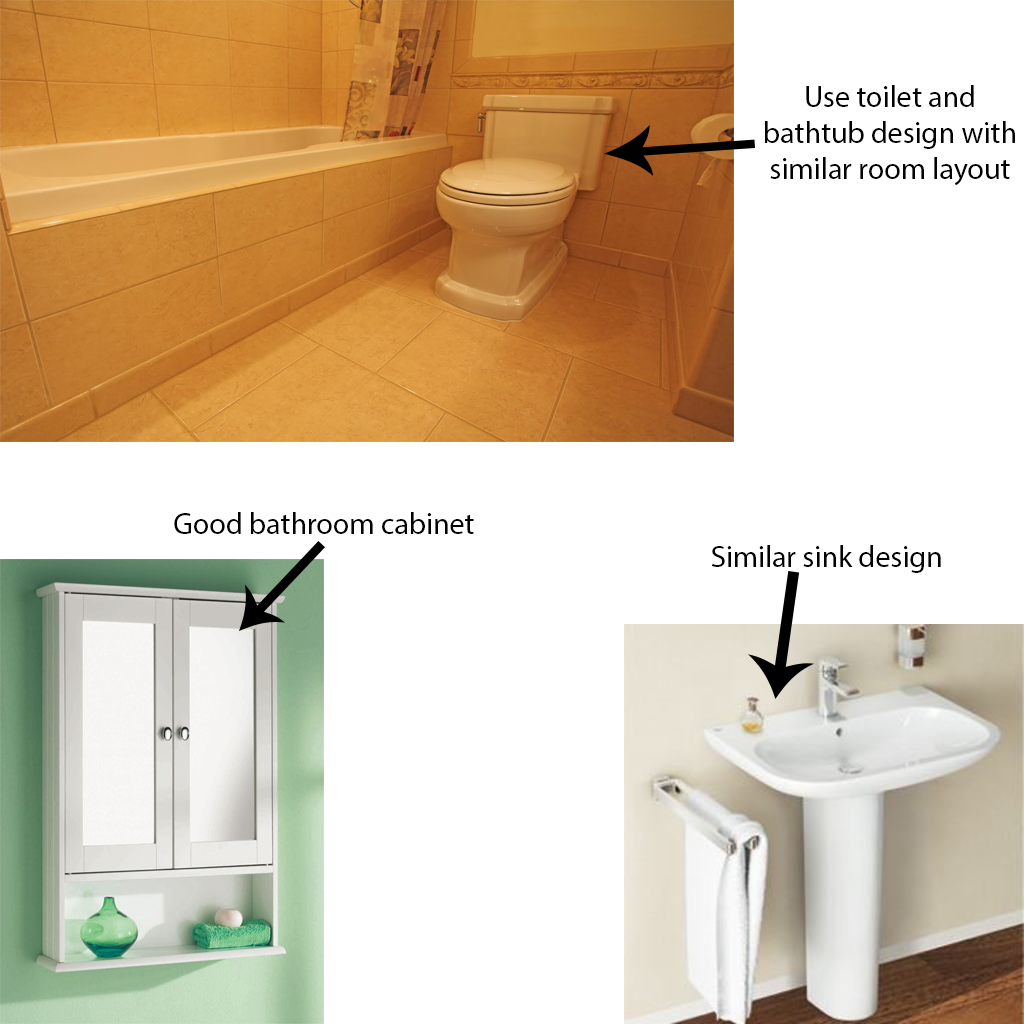 Use toilet and
bathtub design with
similar room layout
Good bathroom cabinet
Similar sink design